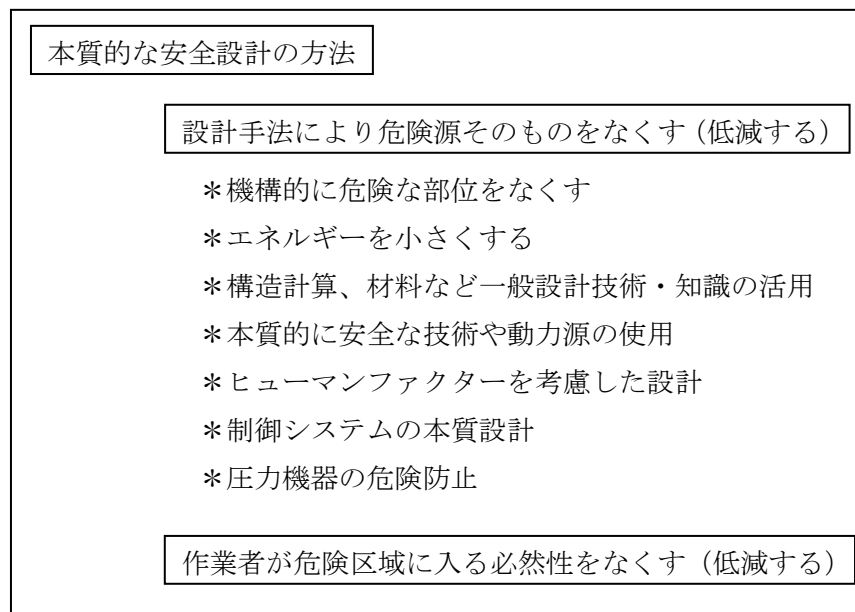 本質的な安全設計の方法
設計手法により危険源そのものをなくす（低減する）
＊機構的に危険な部位をなくす
＊エネルギーを小さくする
＊構造計算、材料など一般設計技術・知識の活用
＊本質的に安全な技術や動力源の使用
＊ヒューマンファクターを考慮した設計
＊制御システムの本質設計
＊圧力機器の危険防止
作業者が危険区域に入る必然性をなくす（低減する）